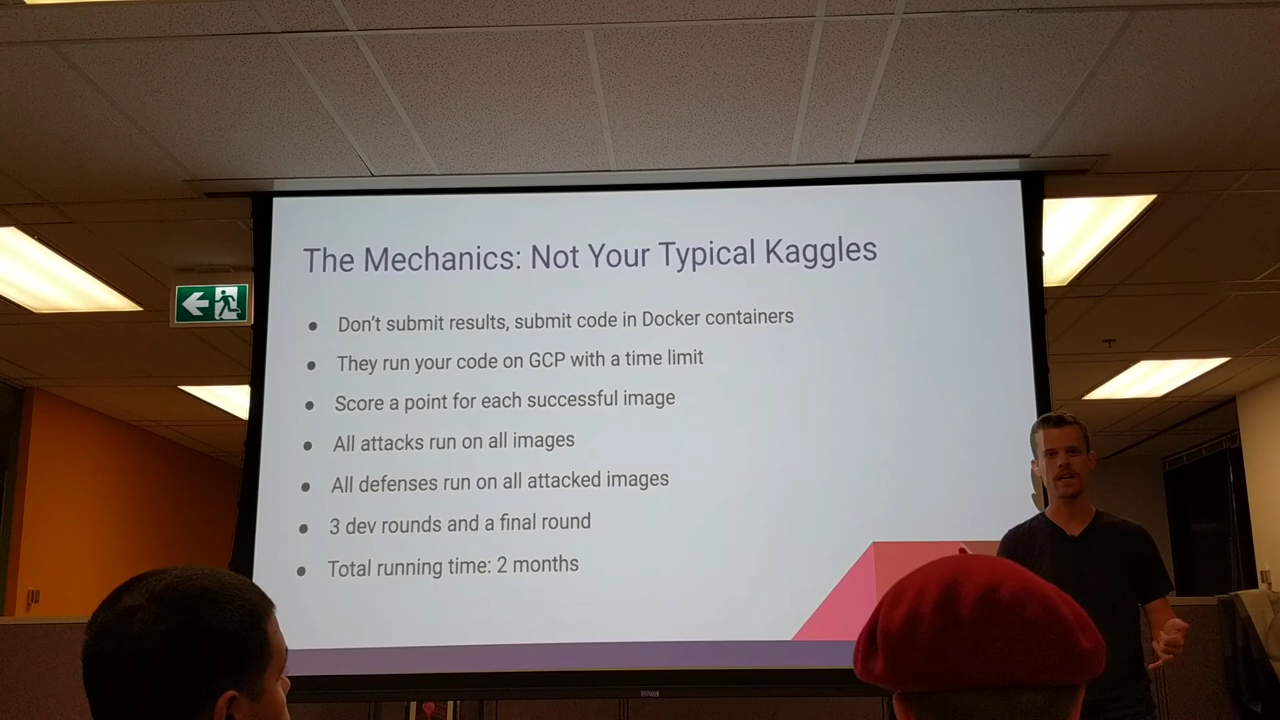 The Mechanics: Not Your Typical Kaggles
● Don't submit results, submit code in Docker containers
● They run your code on GCP with a time limit
● Score a point for each successful image
● All attacks run on all images
● All defenses run on all attacked images
● 3 dev rounds and a final round
● Total running time: 2 months